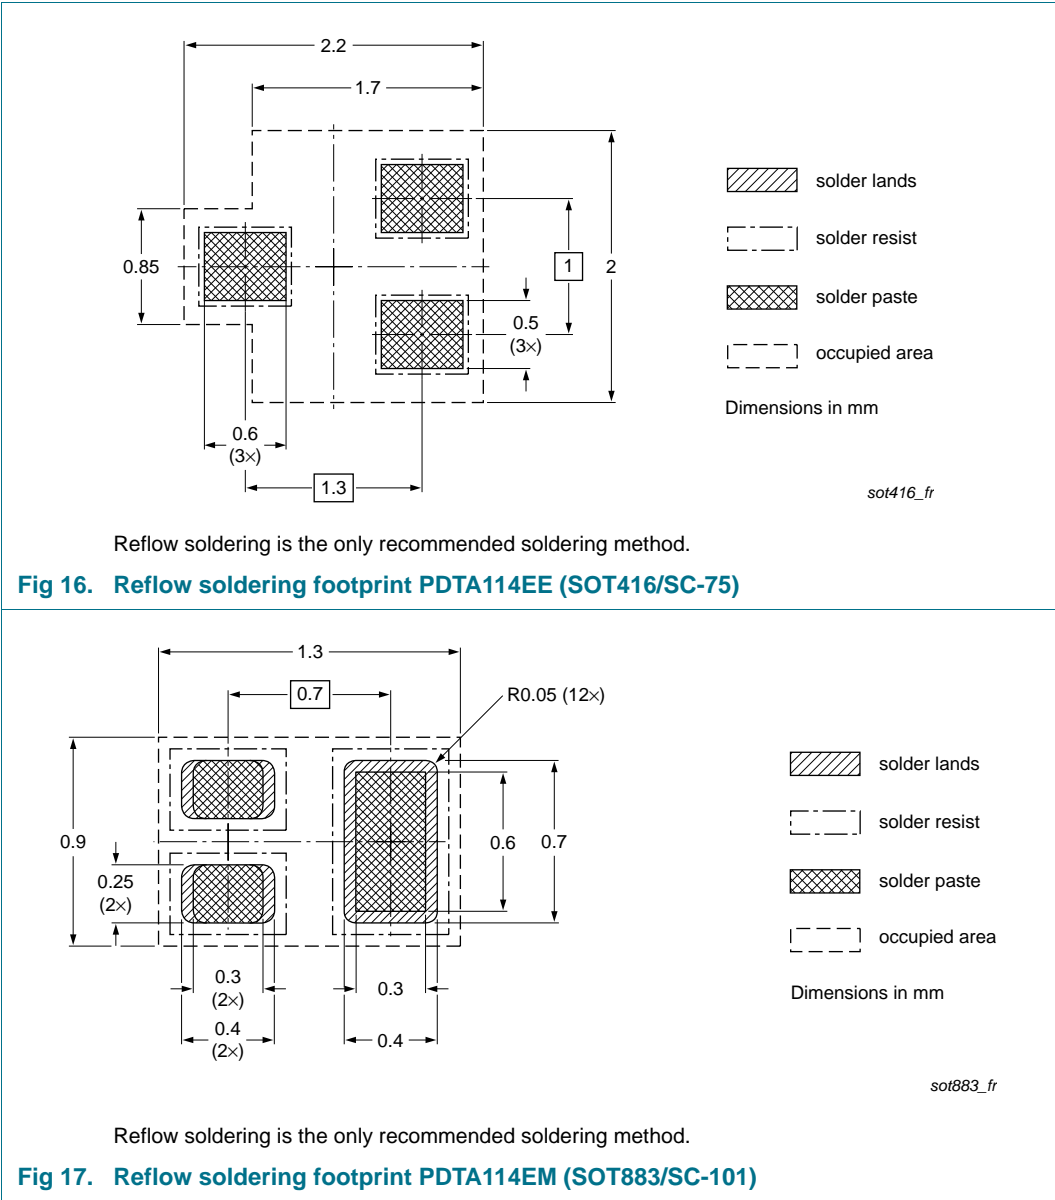 2.2
1.7
solder lands
solder resist
0.85
1
2
solder paste
0.5
(3×)
occupied area
Dimensions in mm
0.6
(3×)
1.3
sot416_fr
Reflow soldering is the only recommended soldering method.
Fig 16. Reflow soldering footprint PDTA114EE (SOT416/SC-75)
1.3
0.7
R0.05 (12×)
solder lands
solder resist
0.9
0.6
0.7
0.25
(2×)
solder paste
occupied area
0.3
(2×)
0.3
Dimensions in mm
0.4
(2×)
0.4
sot883_fr
Reflow soldering is the only recommended soldering method.
Fig 17. Reflow soldering footprint PDTA114EM (SOT883/SC-101)